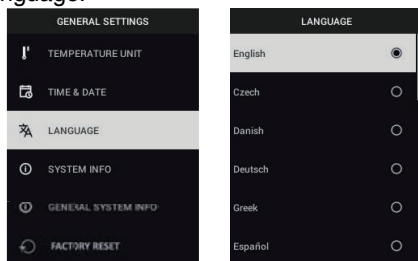 GENERAL SETTINGS
TEMPERATURE UNIT
TIME & DATE
LANGUAGE
SYSTEM INFO
GENERAL SYSTEM INFO
FACTORY RESET
LANGUAGE
English
Czech
Danish
Deutsch
Greek
Español